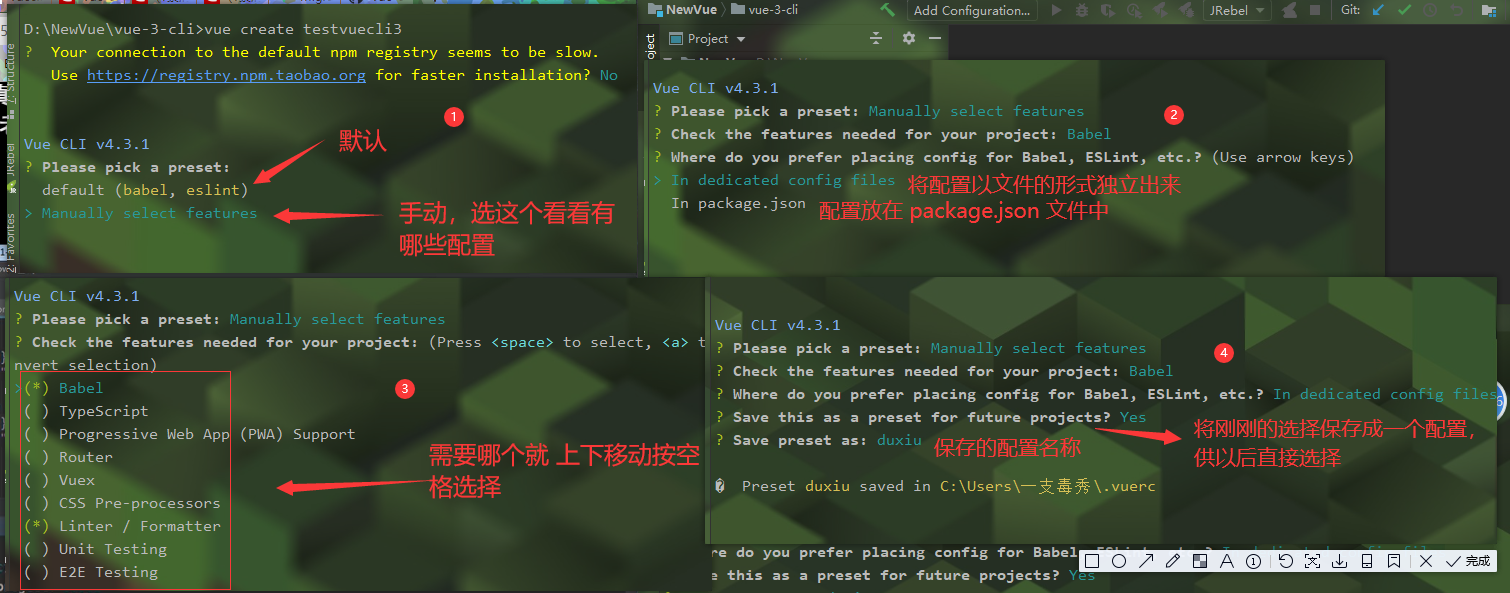 D:\NewVue\vue-3-cli>vue create testvuecli3
? Your connection to the default npm registry seems to be slow.
Use https://registry.npm.taobao.org for faster installation? No
1
Vue CLI v4.3.1
默认
? Please pick a preset:
default (babel, eslint)
> Manually select features
手动，选这个看看有
哪些配置
Structure
JRebel
2: Favorites
NewVue
vue-3-cli
Add Configuration...
JRebel
Git:
Project
Vue CLI v4.3.1
? Please pick a preset: Manually select features
2
? Check the features needed for your project: Babel
? Where do you prefer placing config for Babel, ESLint, etc.? (Use arrow keys)
> In dedicated config files 将配置以文件的形式独立出来
In package.json 配置放在 package.json 文件中
Vue CLI v4.3.1
? Please pick a preset: Manually select features
? Check the features needed for your project: (Press <space> to select, <a> t
nvert selection)
3
>(*) Babel
( ) TypeScript
( ) Progressive Web App (PWA) Support
( ) Router
( ) Vuex
( ) CSS Pre-processors
(*) Linter / Formatter
( ) Unit Testing
( ) E2E Testing
需要哪个就 上下移动按空
格选择
Vue CLI v4.3.1
? Please pick a preset: Manually select features
4
? Check the features needed for your project: Babel
? Where do you prefer placing config for Babel, ESLint, etc.? In dedicated config files
? Save this as a preset for future projects? Yes
? Save preset as: duxiu 保存的配置名称
将刚刚的选择保存成一个配置，
供以后直接选择
Preset duxiu saved in C:\Users\一支毒秀\.vuerc
re do you prefer placing config for Babel,
e this as a preset for future projects? Yes
完成